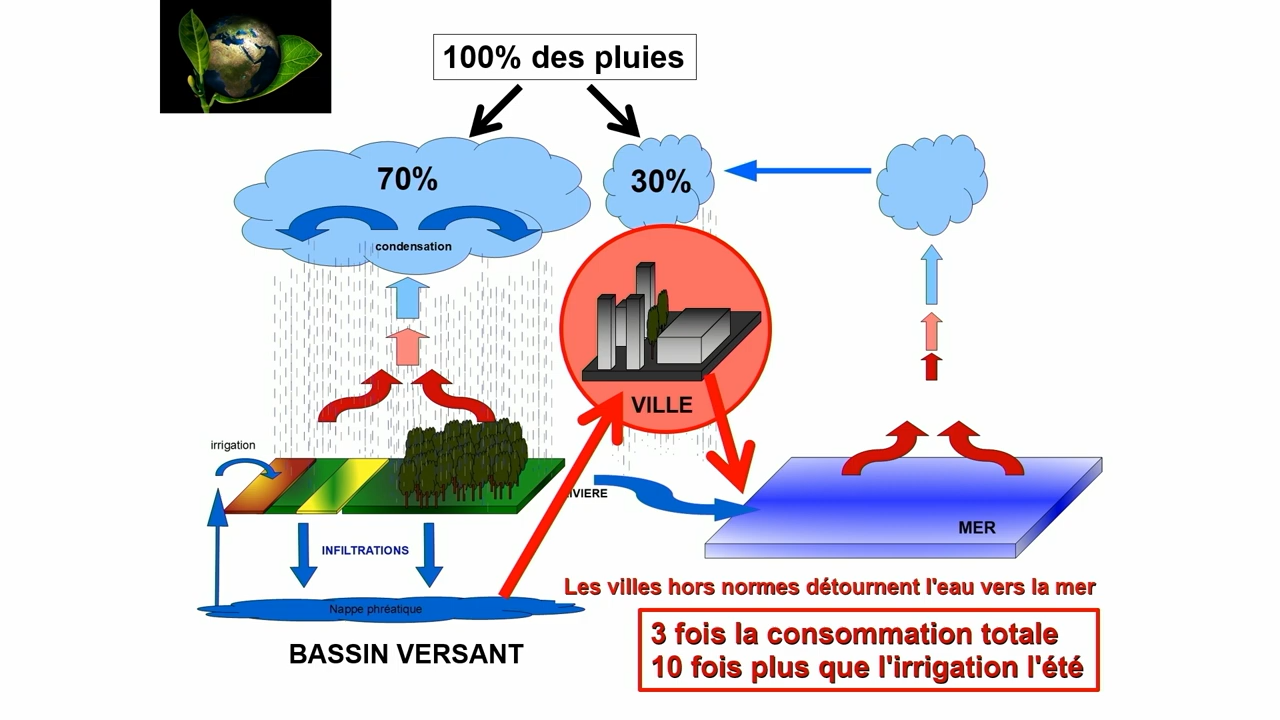 100% des pluies
70%
30%
condensation
VILLE
irrigation
IVIERE
MER
INFILTRATIONS
Les villes hors normes détournent l'eau vers la mer
Nappe phréatique
3 fois la consommation totale
10 fois plus que l'irrigation l'été
BASSIN VERSANT